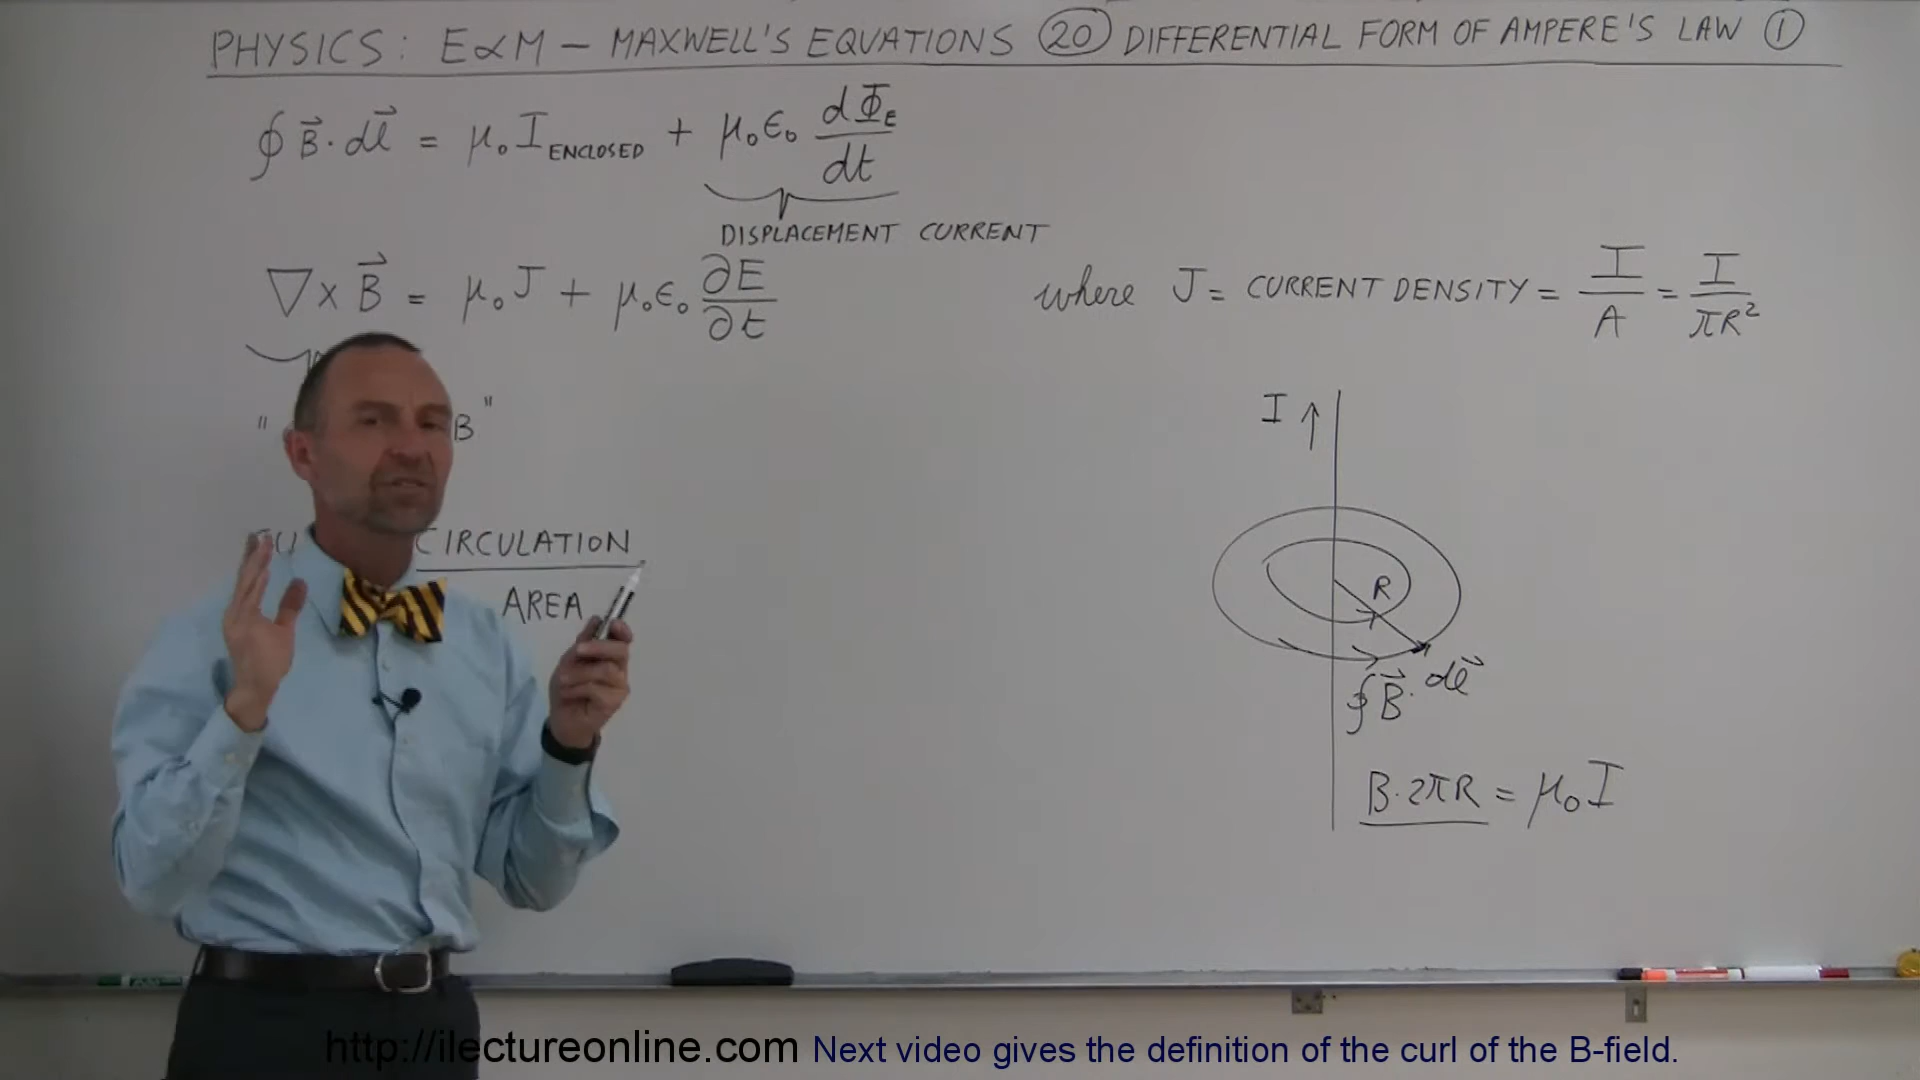 PHYSICS: E&M – MAXWELL'S EQUATIONS 20 DIFFERENTIAL FORM OF AMPERE'S LAW 1
∮ B⃗ · dℓ⃗ = μ₀ I ENCLOSED + μ₀ε₀ dΦE/dt
DISPLACEMENT CURRENT
∇ × B⃗ = μ₀ J + μ₀ε₀ ∂E/∂t where J = CURRENT DENSITY = I/A = I/πR²
I ↑
" B "
CIRCULATION
AREA
R
∮ B⃗ · dℓ⃗
B · 2πR = μ₀ I
http://ilectureonline.com Next video gives the definition of the curl of the B-field.